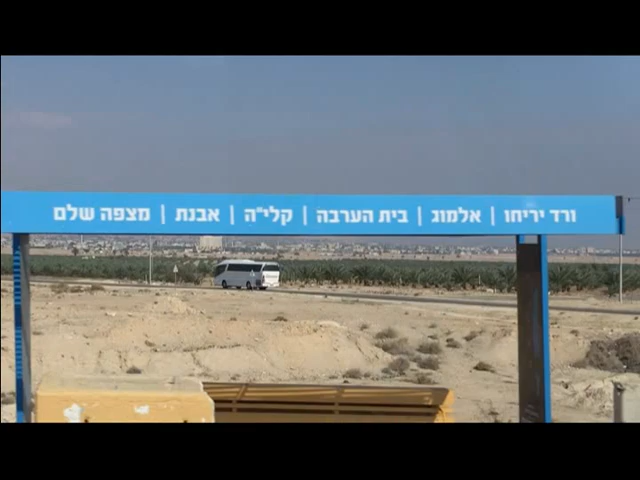 ורד יריחו | אלמוג | בית הערבה | קלי"ה | אבנת | מצפה שלם